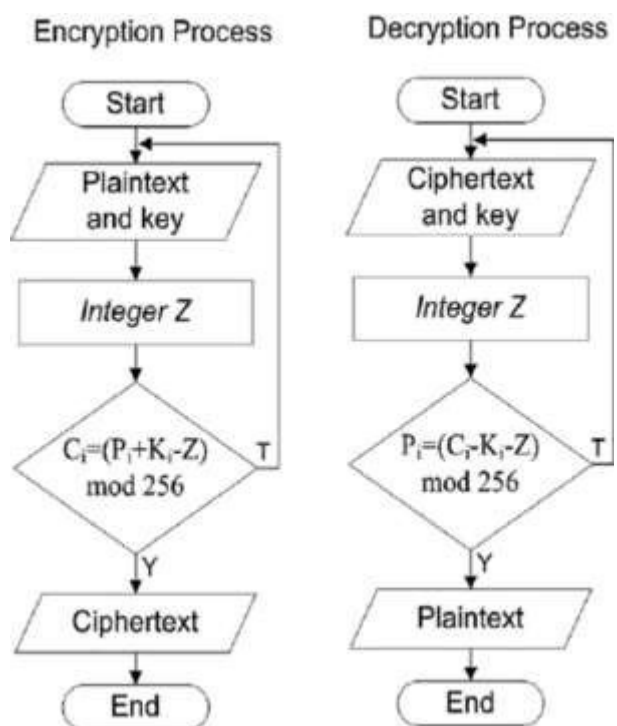 Encryption Process
Start
Plaintext
and key
Integer Z
Cᵢ=(Pᵢ+Kᵢ-Z)
mod 256
T
Y
Ciphertext
End
Decryption Process
Start
Ciphertext
and key
Integer Z
Pᵢ=(Cᵢ-Kᵢ-Z)
mod 256
T
Y
Plaintext
End